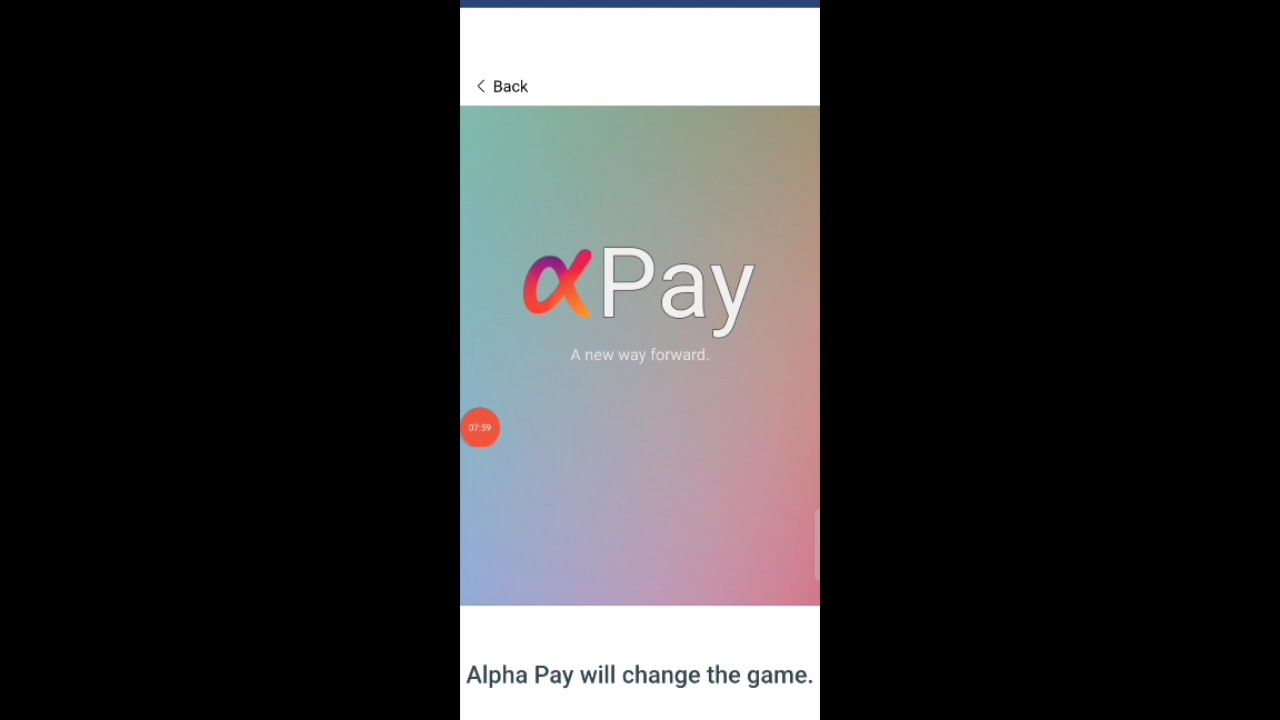 Back
αPay
A new way forward.
07:59
Alpha Pay will change the game.